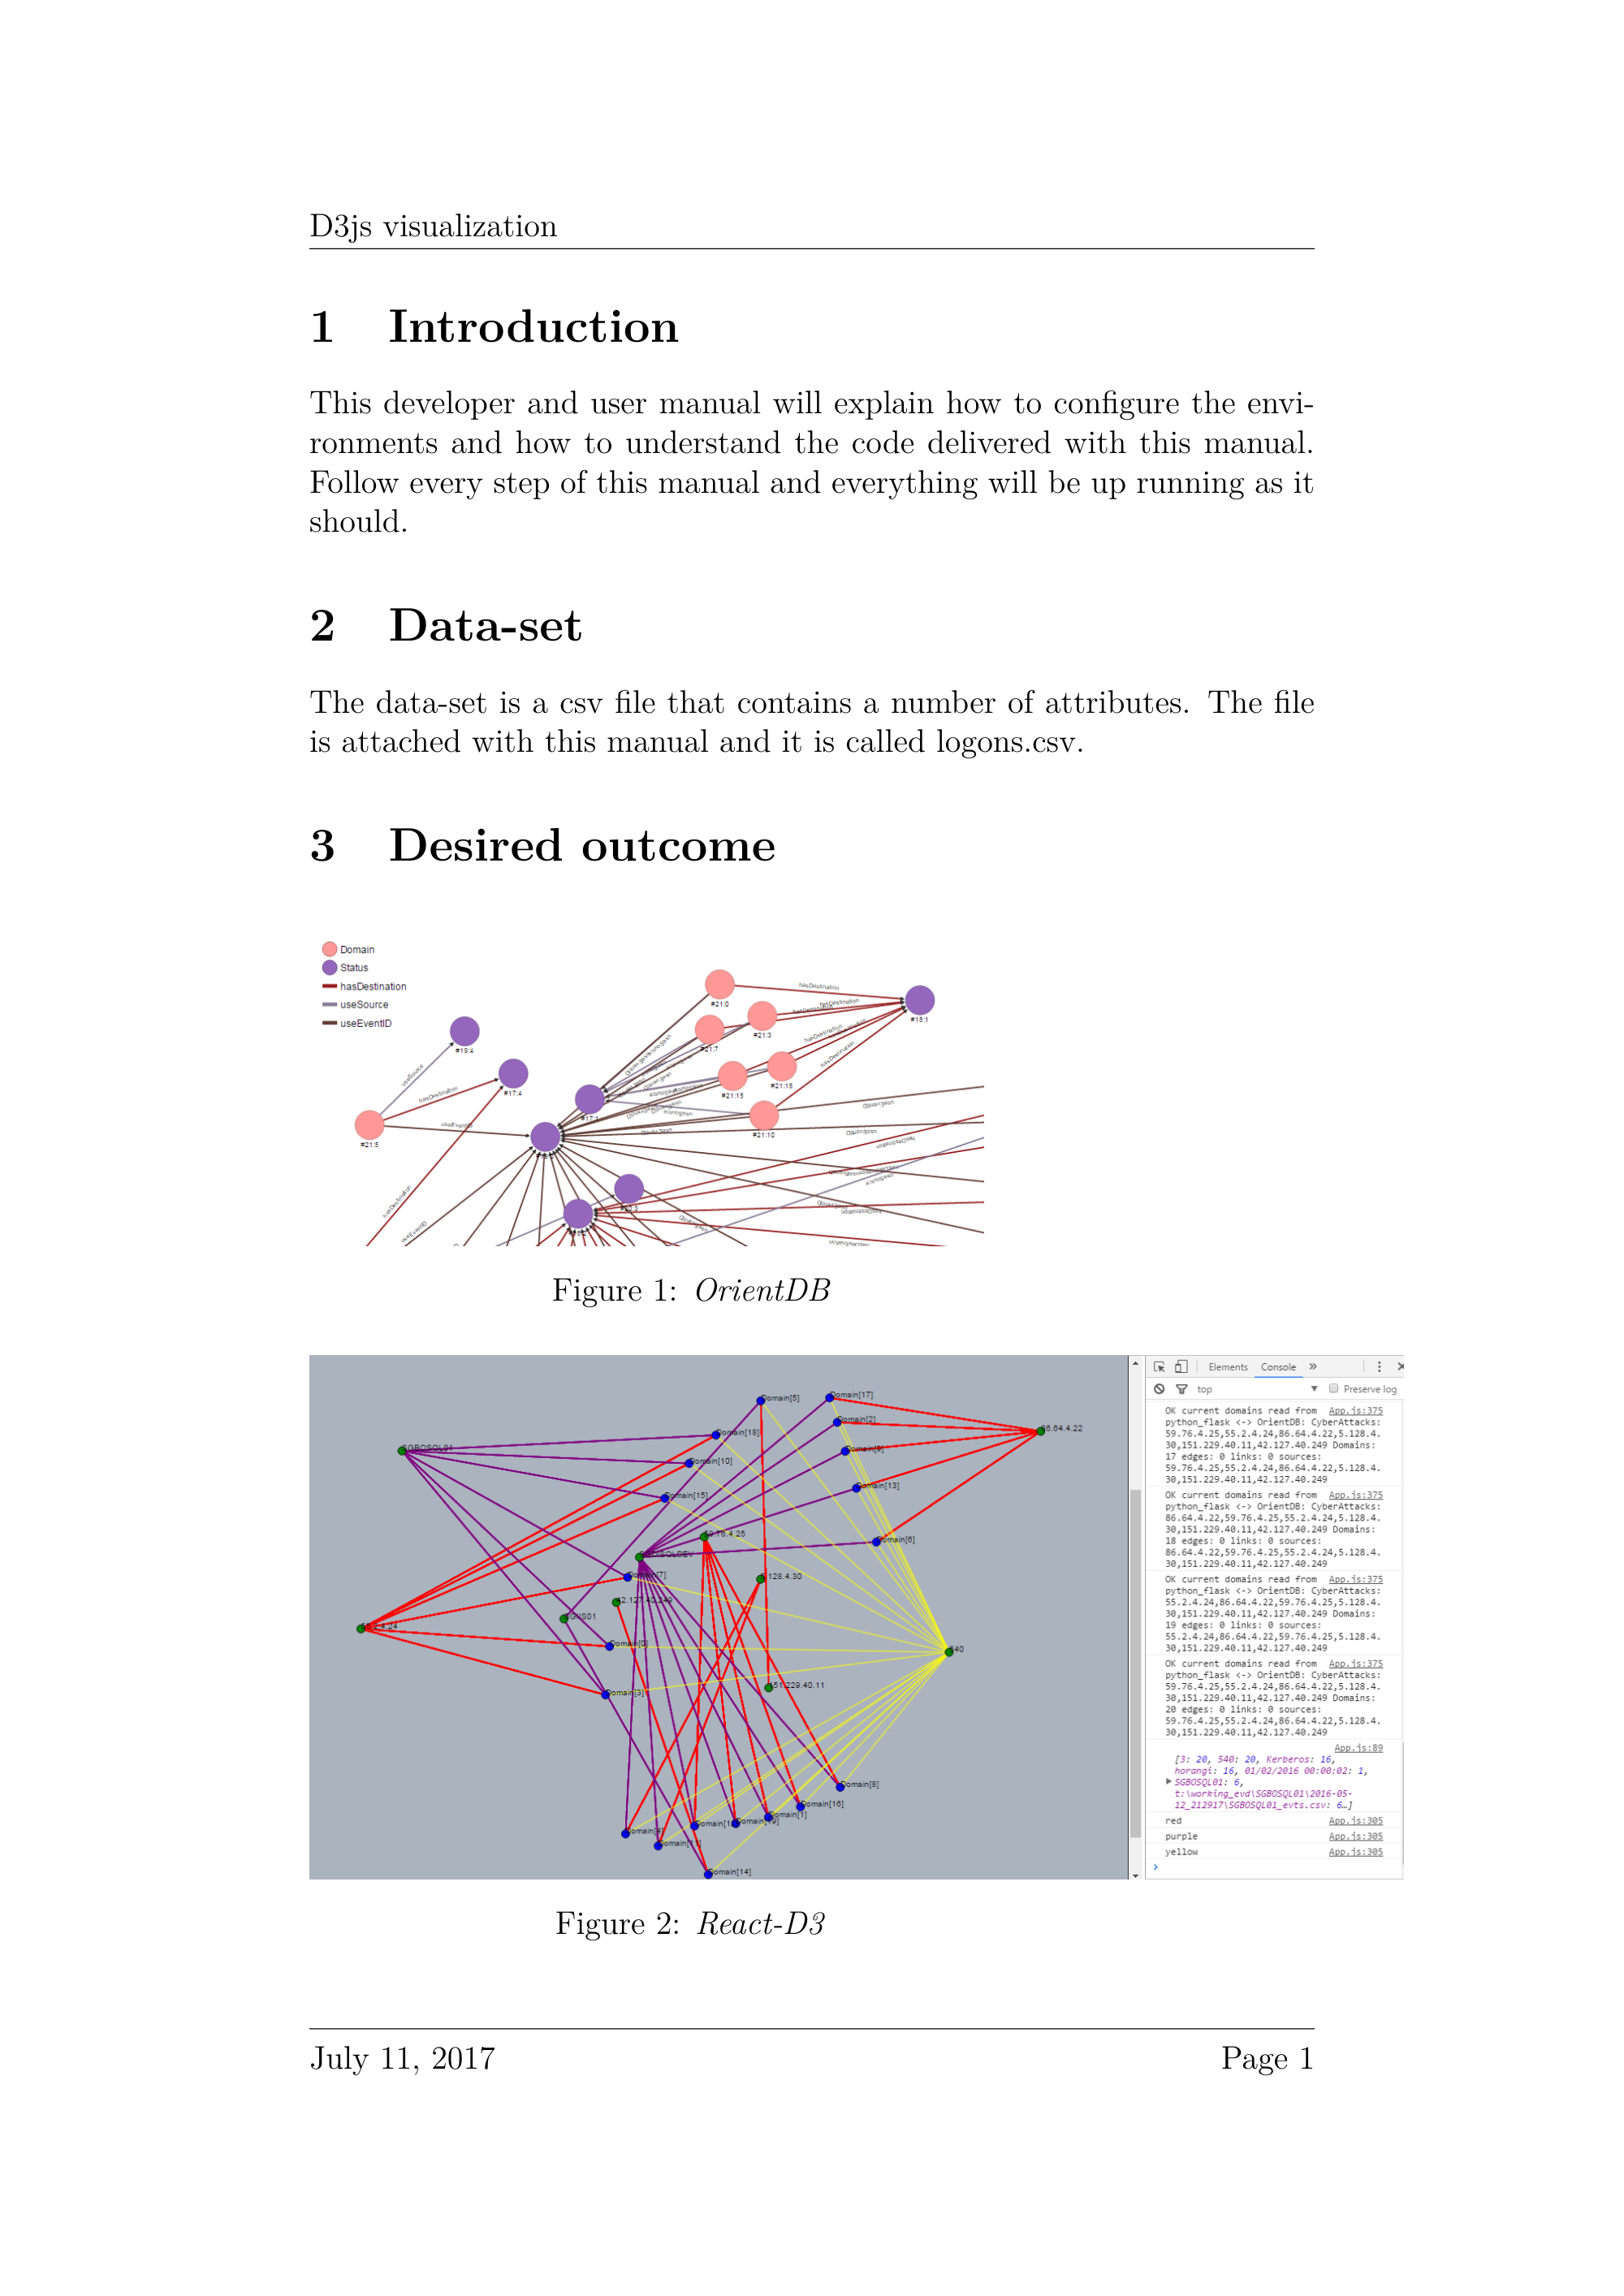 D3js visualization
1 Introduction
This developer and user manual will explain how to configure the envi-
ronments and how to understand the code delivered with this manual.
Follow every step of this manual and everything will be up running as it
should.
2 Data-set
The data-set is a csv file that contains a number of attributes. The file
is attached with this manual and it is called logons.csv.
3 Desired outcome
Domain
Status
hasDestination
useSource
useEventID
#21:0
#21:3
#21:7
#18:1
#19:4
#17:4
#21:15
#21:16
#21:10
#21:5
hasDestination
useSource
hasDestination
hasDestination
useEventID
Figure 1: OrientDB
Domain[5]
Domain[17]
Domain[2]
86.64.4.22
Domain[18]
SGBOSQL01
Domain[9]
Domain[10]
Domain[13]
Domain[15]
59.76.4.25
Domain[6]
Domain[7]
5.128.4.30
42.127.40.249
SGIIS01
55.2.4.24
Domain[0]
540
151.229.40.11
Domain[3]
Domain[8]
Domain[16]
Domain[1]
Domain[4]
Domain[14]
Elements Console »
top Preserve log
OK current domains read from App.js:375
python_flask <-> OrientDB: CyberAttacks:
59.76.4.25,55.2.4.24,86.64.4.22,5.128.4.
30,151.229.40.11,42.127.40.249 Domains:
17 edges: 0 links: 0 sources:
59.76.4.25,55.2.4.24,86.64.4.22,5.128.4.
30,151.229.40.11,42.127.40.249
OK current domains read from App.js:375
python_flask <-> OrientDB: CyberAttacks:
86.64.4.22,59.76.4.25,55.2.4.24,5.128.4.
30,151.229.40.11,42.127.40.249 Domains:
18 edges: 0 links: 0 sources:
86.64.4.22,59.76.4.25,55.2.4.24,5.128.4.
30,151.229.40.11,42.127.40.249
OK current domains read from App.js:375
python_flask <-> OrientDB: CyberAttacks:
55.2.4.24,86.64.4.22,59.76.4.25,5.128.4.
30,151.229.40.11,42.127.40.249 Domains:
19 edges: 0 links: 0 sources:
55.2.4.24,86.64.4.22,59.76.4.25,5.128.4.
30,151.229.40.11,42.127.40.249
OK current domains read from App.js:375
python_flask <-> OrientDB: CyberAttacks:
59.76.4.25,55.2.4.24,86.64.4.22,5.128.4.
30,151.229.40.11,42.127.40.249 Domains:
20 edges: 0 links: 0 sources:
59.76.4.25,55.2.4.24,86.64.4.22,5.128.4.
30,151.229.40.11,42.127.40.249
App.js:89
[3: 20, 540: 20, Kerberos: 16,
horangi: 16, 01/02/2016 00:00:02: 1,
SGBOSQL01: 6,
t:\working_evd\SGBOSQL01\2016-05-
12_212917\SGBOSQL01_evts.csv: 6…]
red App.js:305
purple App.js:305
yellow App.js:305
Figure 2: React-D3
July 11, 2017 Page 1